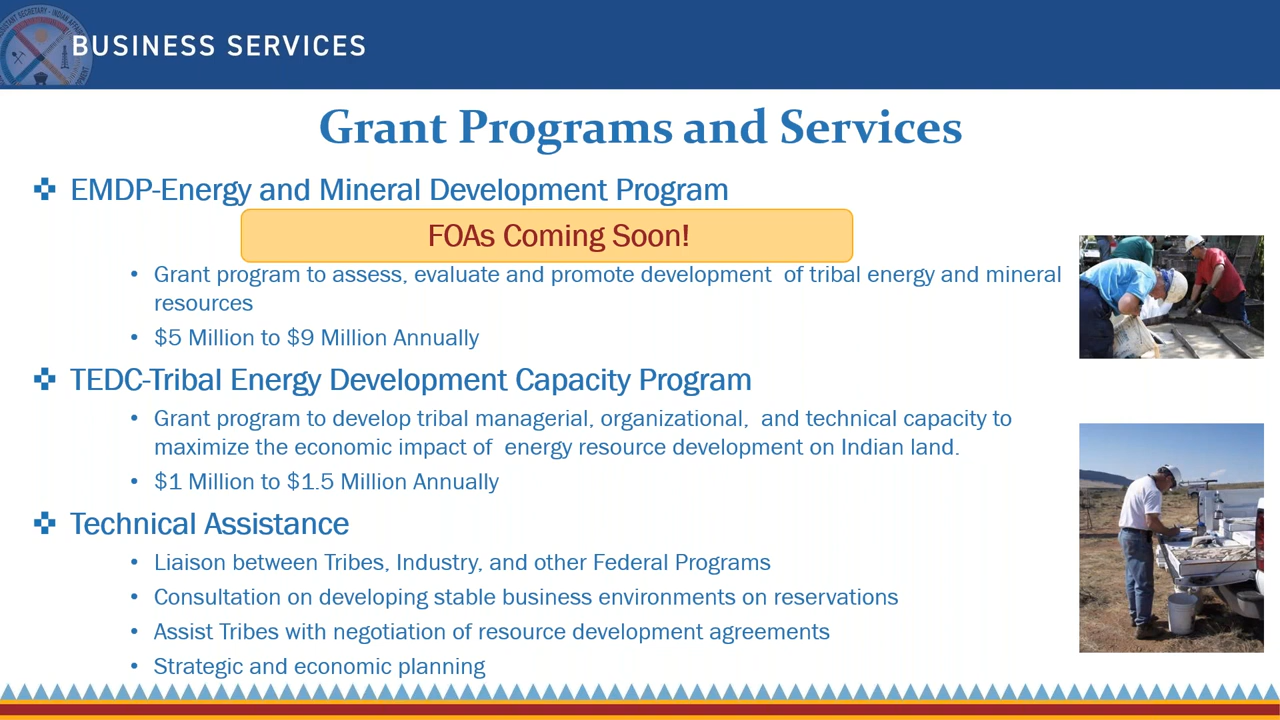 BUSINESS SERVICES
Grant Programs and Services
EMDP-Energy and Mineral Development Program
FOAs Coming Soon!
• Grant program to assess, evaluate and promote development of tribal energy and mineral
resources
• $5 Million to $9 Million Annually
TEDC-Tribal Energy Development Capacity Program
• Grant program to develop tribal managerial, organizational, and technical capacity to
maximize the economic impact of energy resource development on Indian land.
• $1 Million to $1.5 Million Annually
Technical Assistance
• Liaison between Tribes, Industry, and other Federal Programs
• Consultation on developing stable business environments on reservations
• Assist Tribes with negotiation of resource development agreements
• Strategic and economic planning